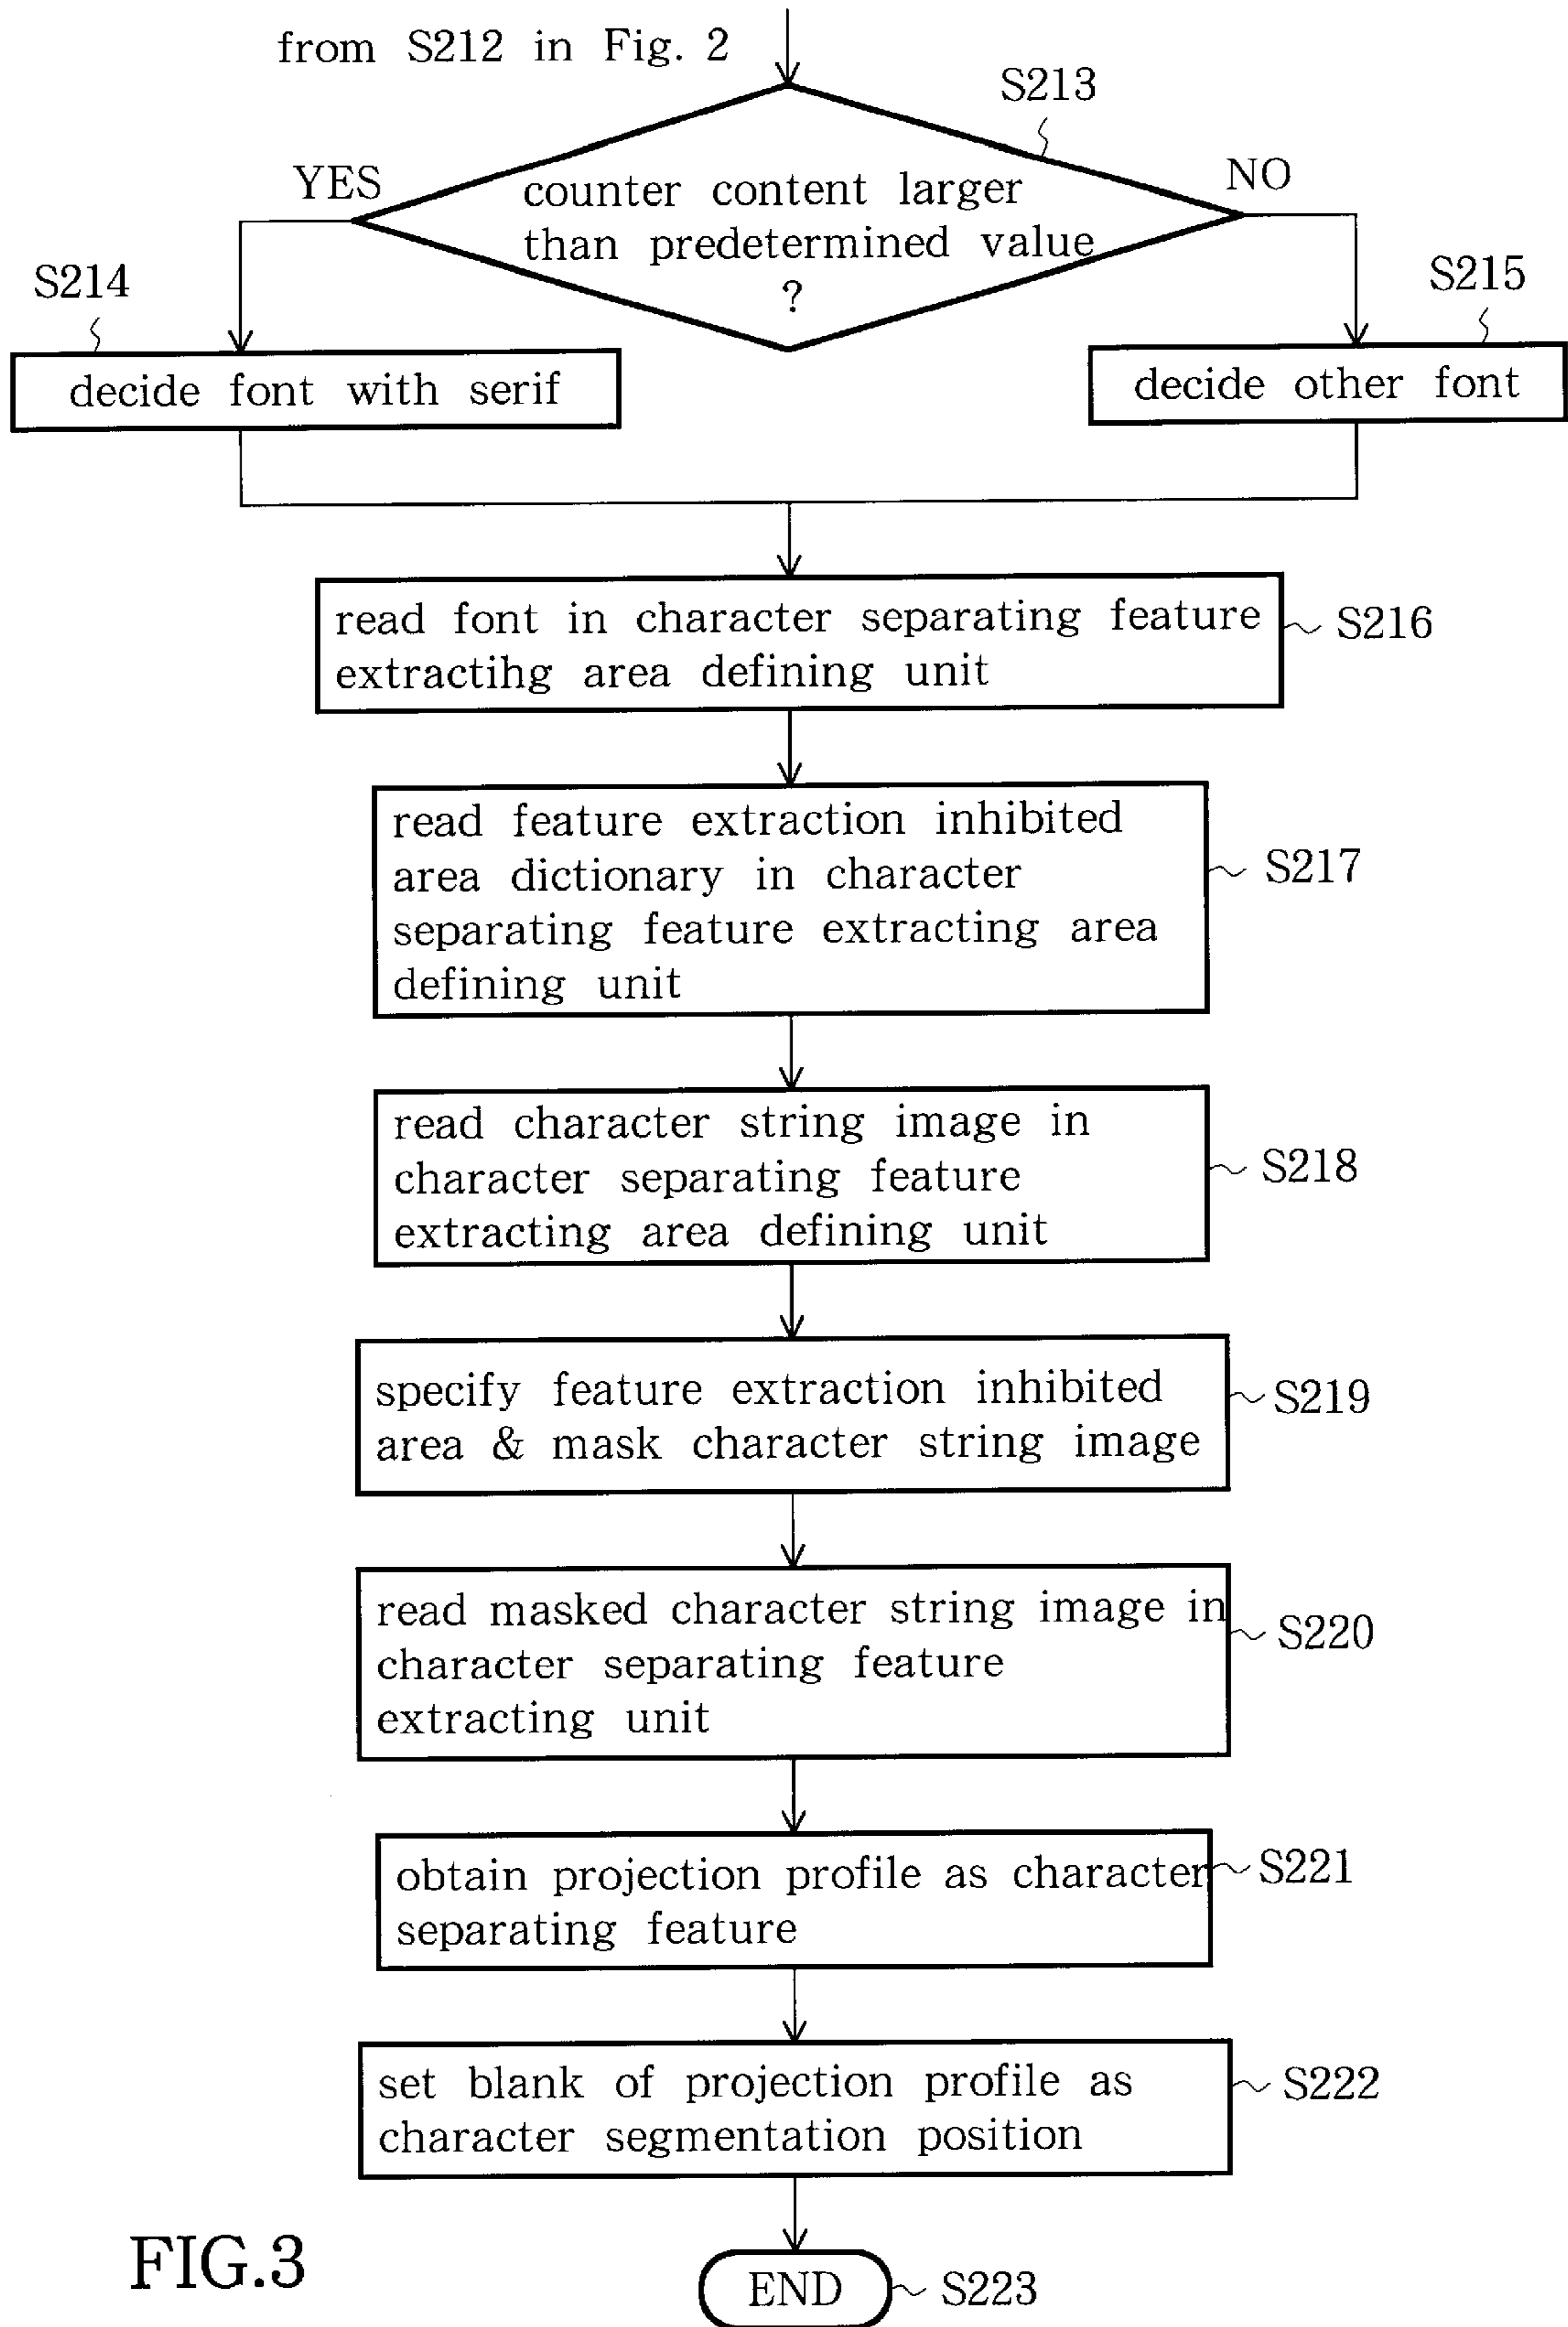 from S212 in Fig. 2
S213
YES
NO
counter content larger
than predetermined value
?
S214
S215
decide font with serif
decide other font
read font in character separating feature
extractihg area defining unit
S216
read feature extraction inhibited
area dictionary in character
separating feature extracting area
defining unit
S217
read character string image in
character separating feature
extracting area defining unit
S218
specify feature extraction inhibited
area & mask character string image
S219
read masked character string image in
character separating feature
extracting unit
S220
obtain projection profile as character
separating feature
S221
set blank of projection profile as
character segmentation position
S222
FIG.3
END
S223